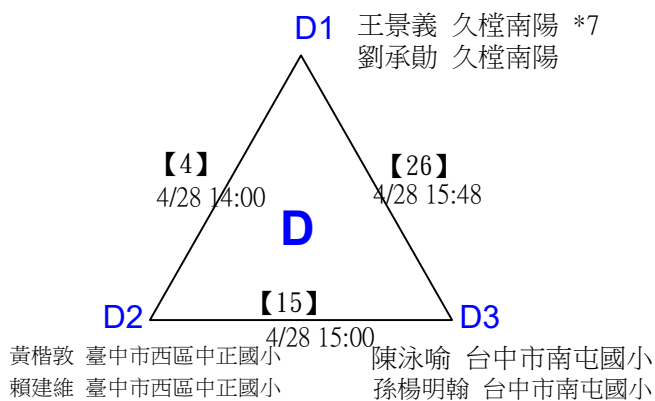 D1
王景義 久樘南陽 *7
劉承勛 久樘南陽
【4】
4/28 14:00
【26】
4/28 15:48
D
【15】
4/28 15:00
D2
D3
黃楷敦 臺中市西區中正國小
賴建維 臺中市西區中正國小
陳泳喻 台中市南屯國小
孫楊明翰 台中市南屯國小